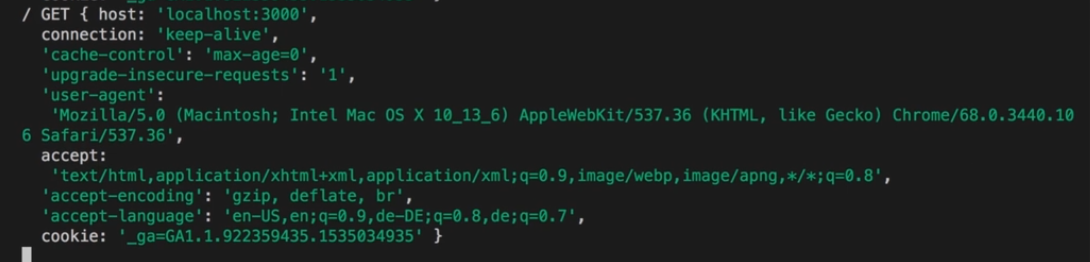 / GET { host: 'localhost:3000',
connection: 'keep-alive',
'cache-control': 'max-age=0',
'upgrade-insecure-requests': '1',
'user-agent':
'Mozilla/5.0 (Macintosh; Intel Mac OS X 10_13_6) AppleWebKit/537.36 (KHTML, like Gecko) Chrome/68.0.3440.10
6 Safari/537.36',
accept:
'text/html,application/xhtml+xml,application/xml;q=0.9,image/webp,image/apng,*/*;q=0.8',
'accept-encoding': 'gzip, deflate, br',
'accept-language': 'en-US,en;q=0.9,de-DE;q=0.8,de;q=0.7',
cookie: '_ga=GA1.1.922359435.1535034935' }